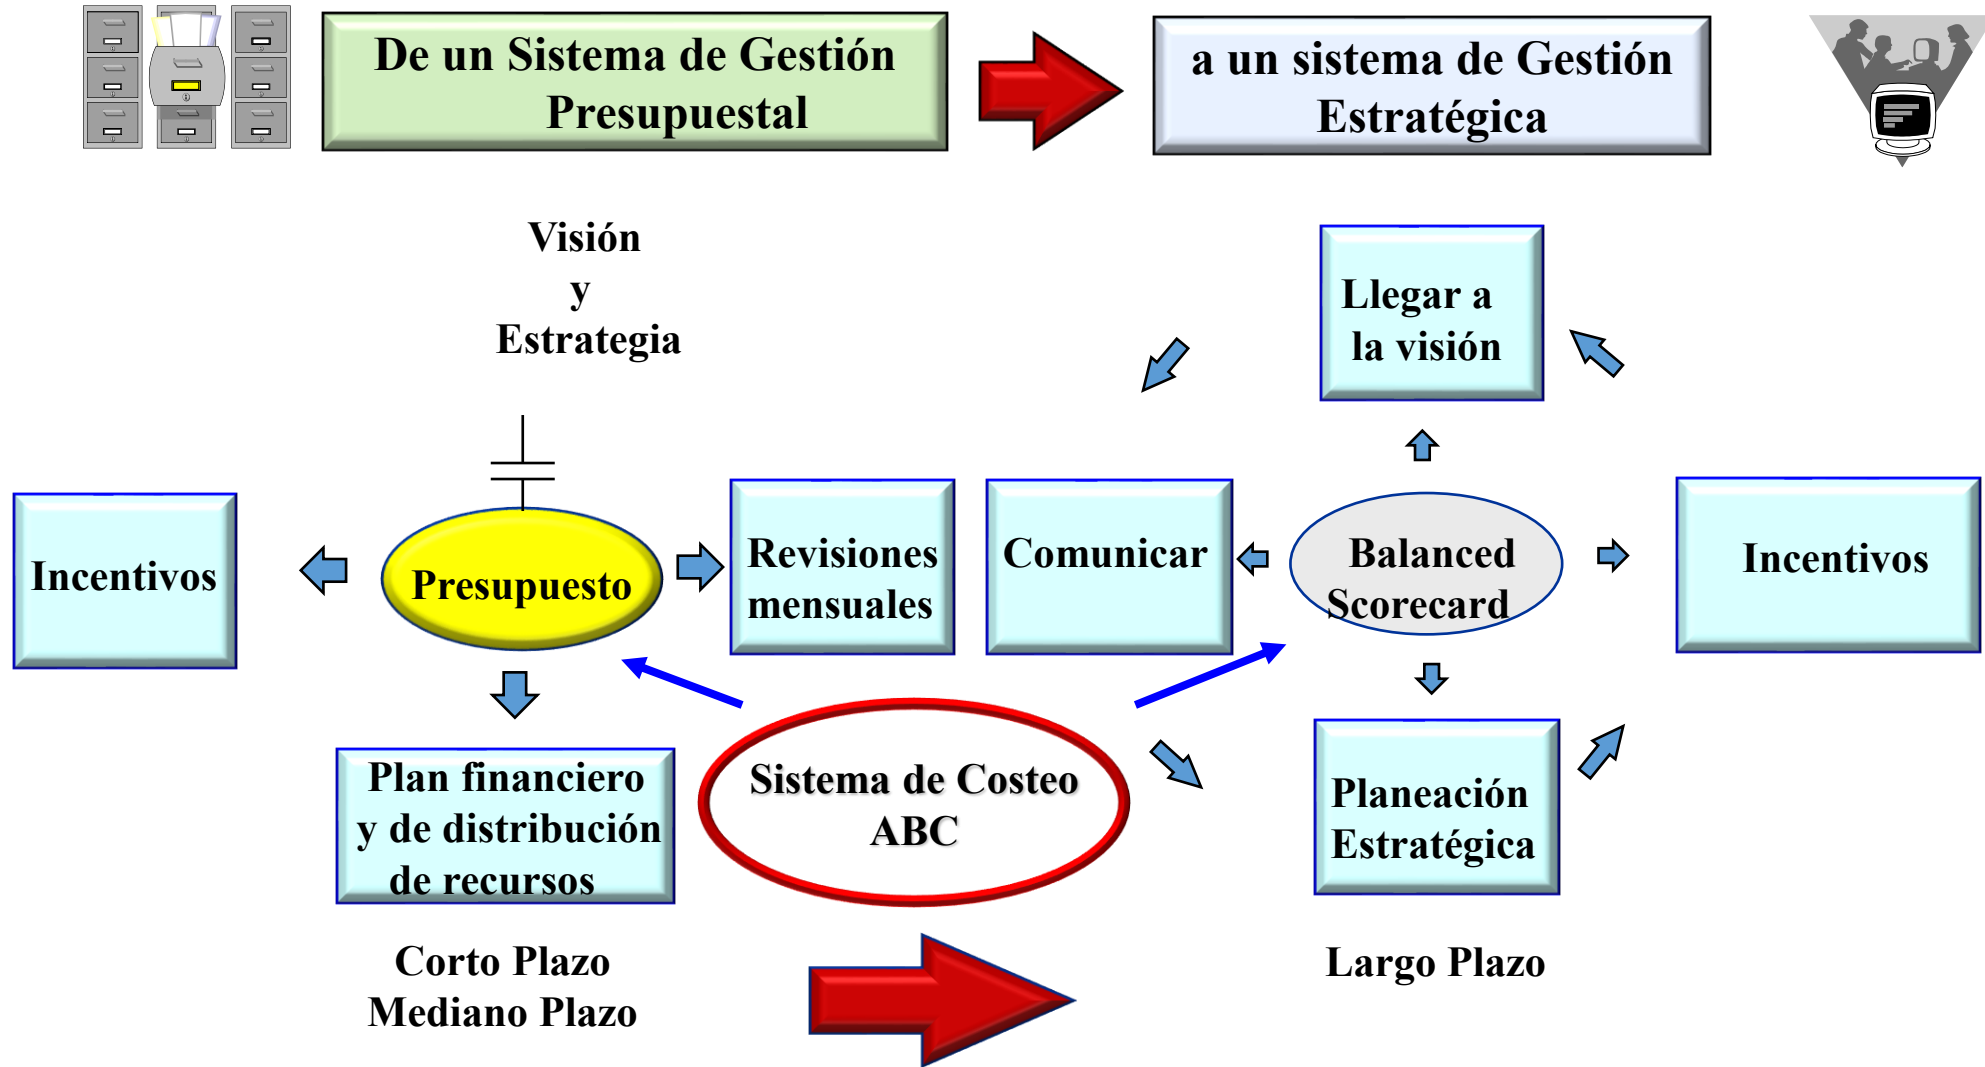 De un Sistema de Gestión
Presupuestal
a un sistema de Gestión
Estratégica
Visión
y
Estrategia
Llegar a
la visión
Incentivos
Presupuesto
Revisiones
mensuales
Comunicar
Balanced
Scorecard
Incentivos
Plan financiero
y de distribución
de recursos
Sistema de Costeo
ABC
Planeación
Estratégica
Corto Plazo
Mediano Plazo
Largo Plazo